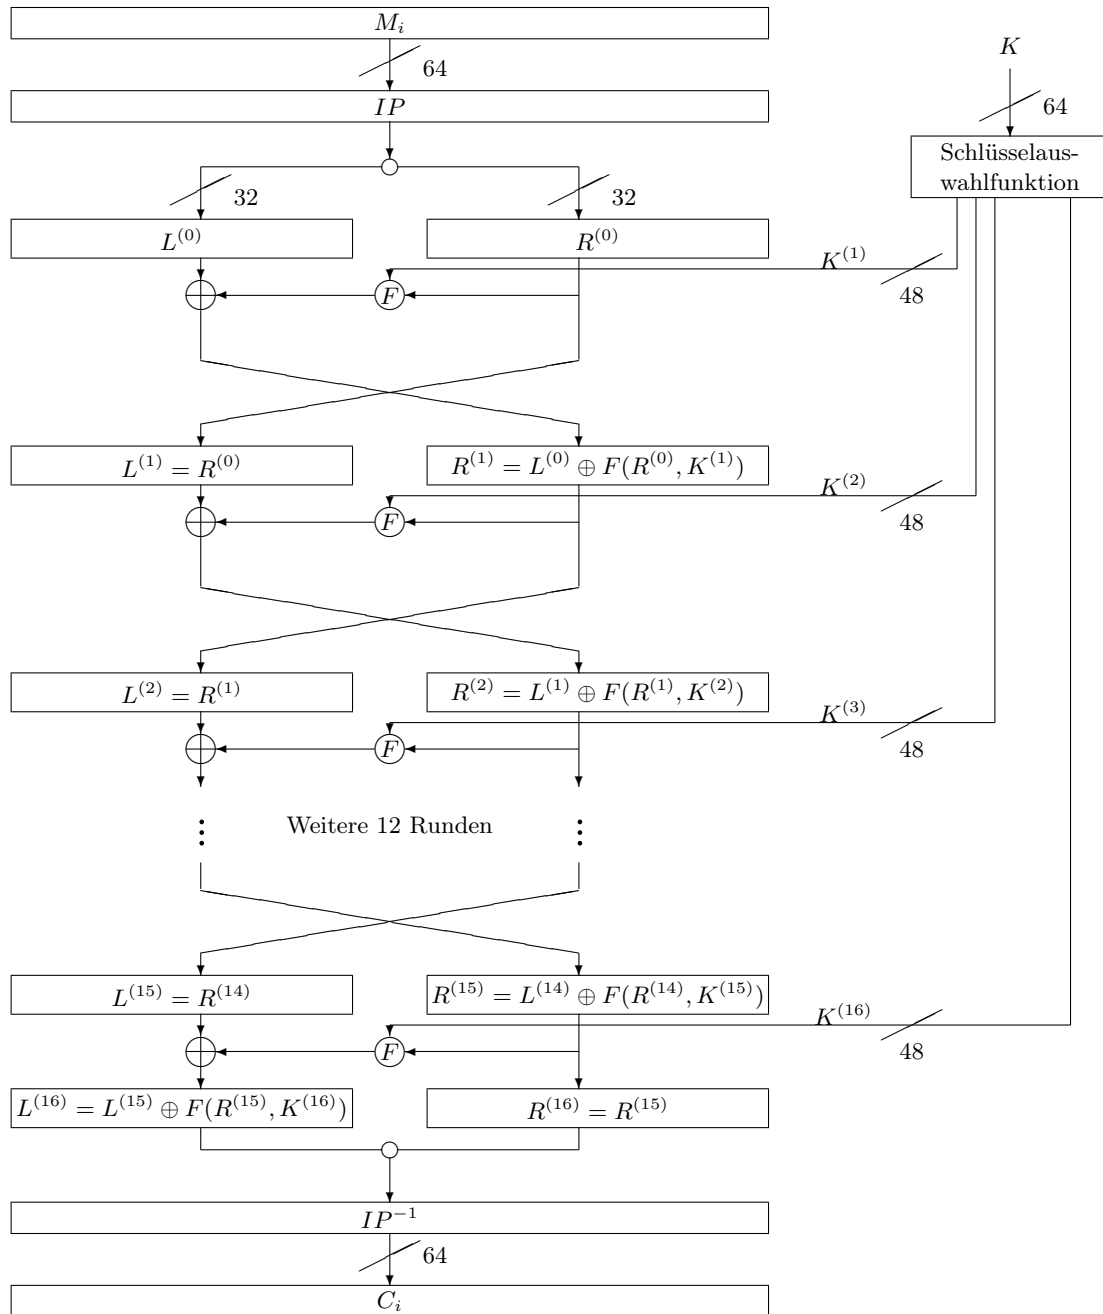 M_i
64
K
IP
64
Schlüsselaus-
wahlfunktion
32
32
L^{(0)}
R^{(0)}
K^{(1)}
F
48
L^{(1)} = R^{(0)}
R^{(1)} = L^{(0)} ⊕ F(R^{(0)}, K^{(1)})
K^{(2)}
F
48
L^{(2)} = R^{(1)}
R^{(2)} = L^{(1)} ⊕ F(R^{(1)}, K^{(2)})
K^{(3)}
F
48
Weitere 12 Runden
L^{(15)} = R^{(14)}
R^{(15)} = L^{(14)} ⊕ F(R^{(14)}, K^{(15)})
K^{(16)}
F
48
L^{(16)} = L^{(15)} ⊕ F(R^{(15)}, K^{(16)})
R^{(16)} = R^{(15)}
IP^{-1}
64
C_i